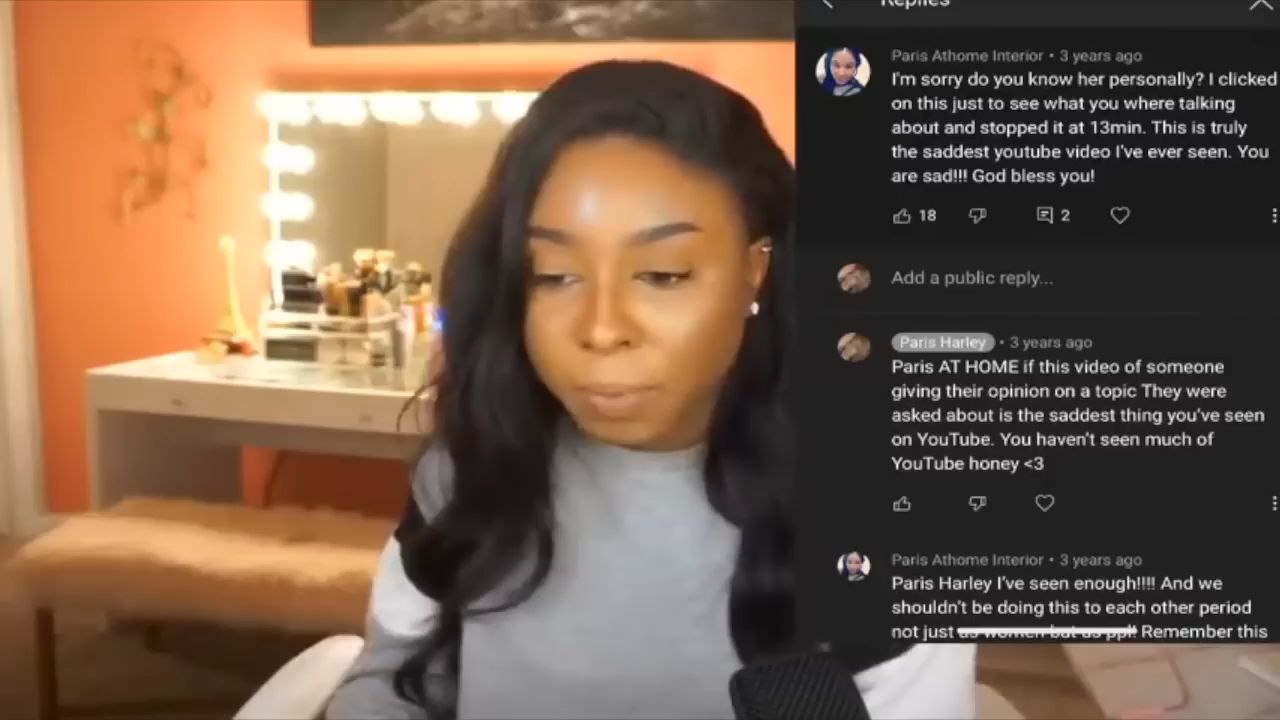 Replies
Paris Athome Interior • 3 years ago
I'm sorry do you know her personally? I clicked
on this just to see what you where talking
about and stopped it at 13min. This is truly
the saddest youtube video I've ever seen. You
are sad!!! God bless you!
18 2
Add a public reply...
Paris Harley • 3 years ago
Paris AT HOME if this video of someone
giving their opinion on a topic They were
asked about is the saddest thing you've seen
on YouTube. You haven't seen much of
YouTube honey <3
Paris Athome Interior • 3 years ago
Paris Harley I've seen enough!!!! And we
shouldn't be doing this to each other period
not just as women but as ppl! Remember this